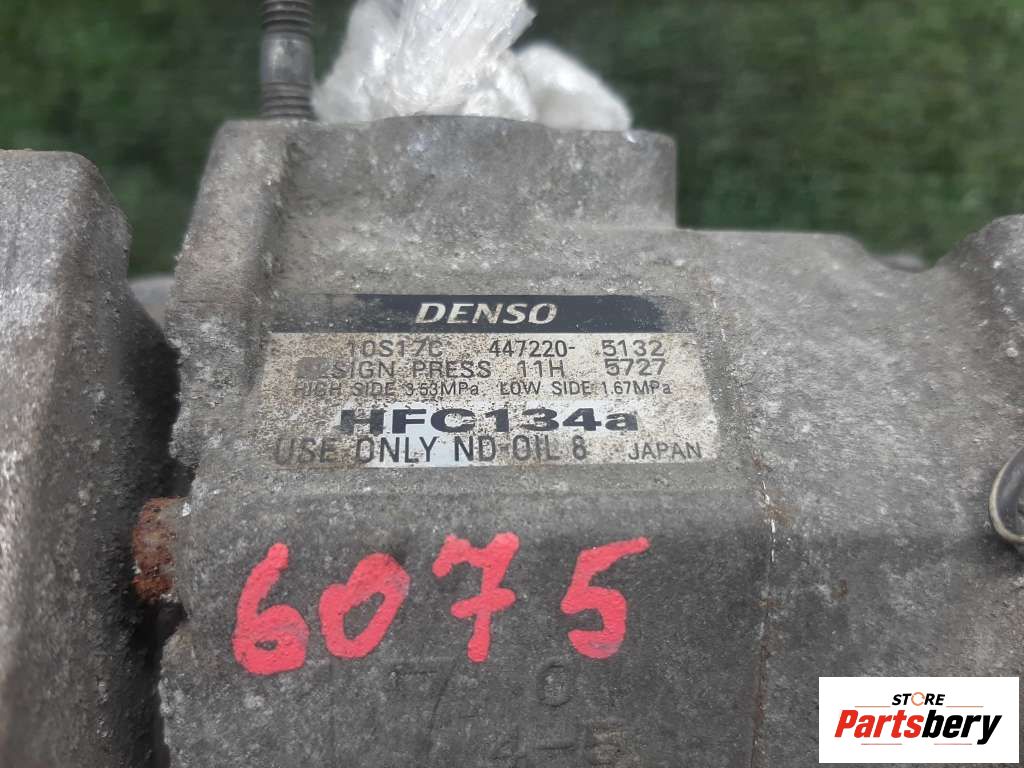 DENSO
10S17C 447220- 5132
DESIGN PRESS 11H 5727
HIGH SIDE 3.53MPa LOW SIDE 1.67MPa
HFC134a
USE ONLY ND-OIL 8 JAPAN
6075
STORE
Partsbery